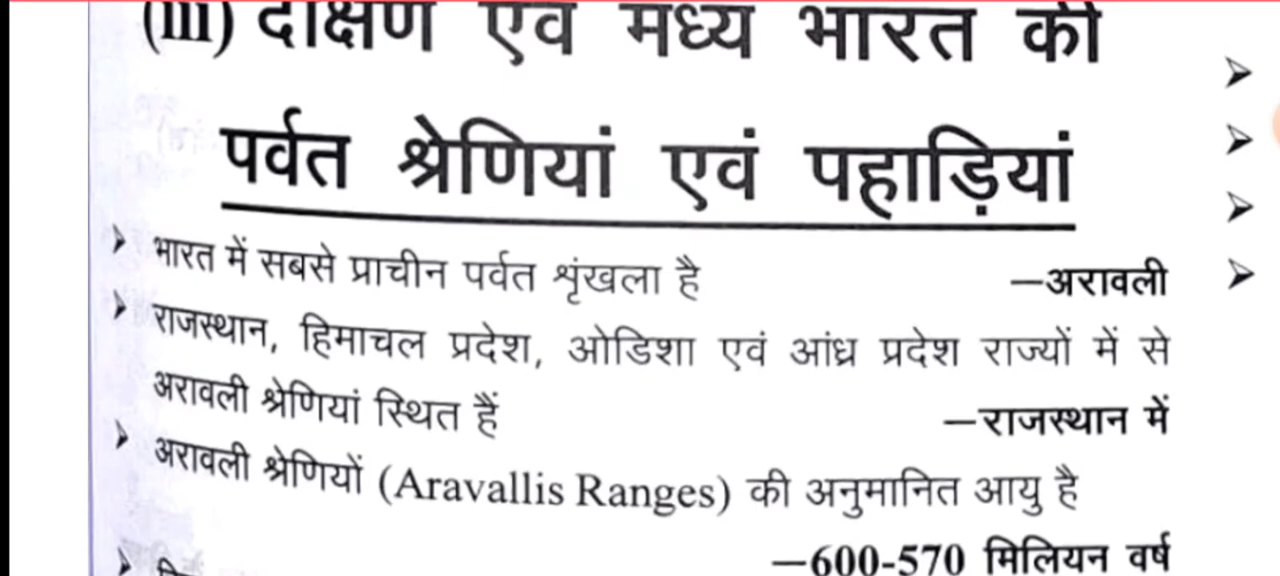 (iii) दक्षिण एवं मध्य भारत की
पर्वत श्रेणियां एवं पहाड़ियां
➤ भारत में सबसे प्राचीन पर्वत शृंखला है —अरावली
➤ राजस्थान, हिमाचल प्रदेश, ओडिशा एवं आंध्र प्रदेश राज्यों में से
अरावली श्रेणियां स्थित हैं —राजस्थान में
➤ अरावली श्रेणियों (Aravallis Ranges) की अनुमानित आयु है
—600-570 मिलियन वर्ष